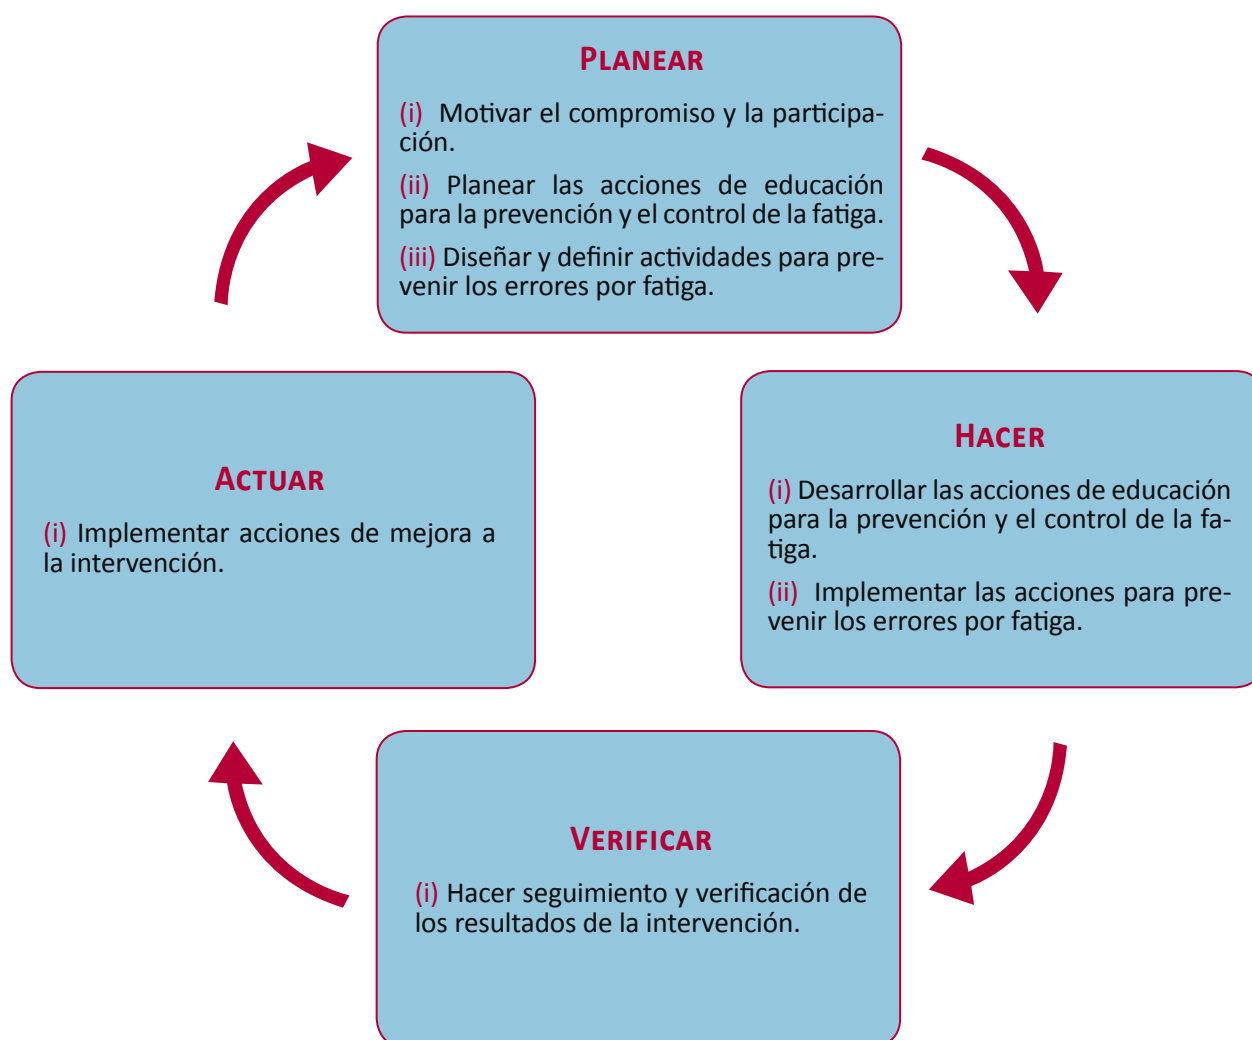 PLANEAR
(i) Motivar el compromiso y la participa-
ción.
(ii) Planear las acciones de educación
para la prevención y el control de la fatiga.
(iii) Diseñar y definir actividades para pre-
venir los errores por fatiga.
HACER
(i) Desarrollar las acciones de educación
para la prevención y el control de la fa-
tiga.
(ii) Implementar las acciones para pre-
venir los errores por fatiga.
VERIFICAR
(i) Hacer seguimiento y verificación de
los resultados de la intervención.
ACTUAR
(i) Implementar acciones de mejora a
la intervención.